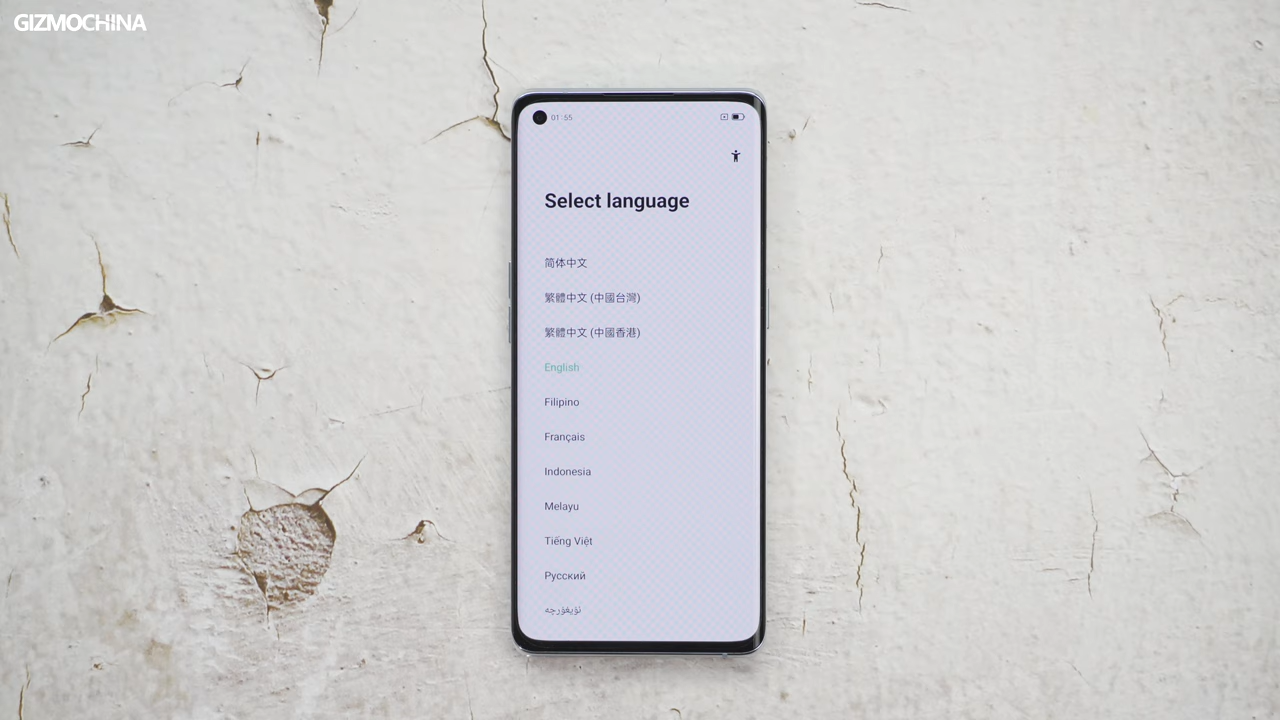 GIZMOCHINA
01:55
Select language
简体中文
繁體中文 (中國台灣)
繁體中文 (中國香港)
English
Filipino
Français
Indonesia
Melayu
Tiếng Việt
Русский
ئۇيغۇرچە